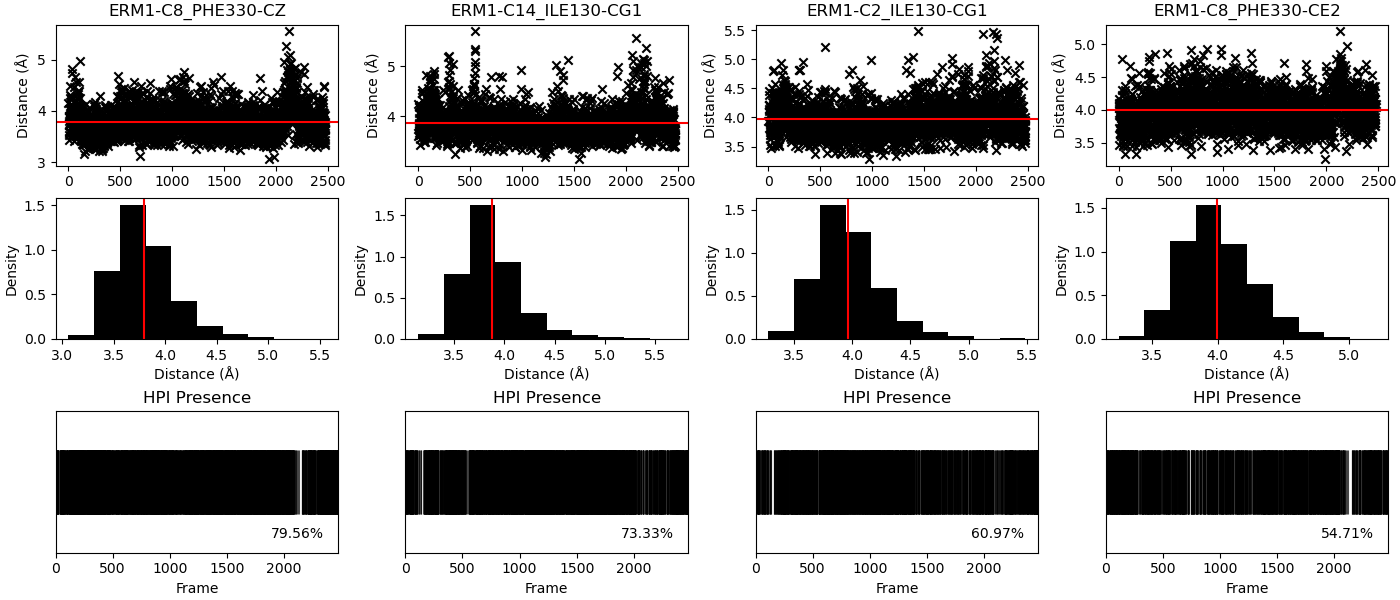 ERM1-C8_PHE330-CZ ERM1-C14_ILE130-CG1 ERM1-C2_ILE130-CG1 ERM1-C8_PHE330-CE2
Distance (Å) Distance (Å) Distance (Å) Distance (Å)
5 5 5.5 5.0
4 4 5.0 4.5
3 4.5 4.0
4.0 3.5
3.5
0 500 1000 1500 2000 2500 0 500 1000 1500 2000 2500 0 500 1000 1500 2000 2500 0 500 1000 1500 2000 2500
Density Density Density Density
1.5 1.5 1.5 1.5
1.0 1.0 1.0 1.0
0.5 0.5 0.5 0.5
0.0 0.0 0.0 0.0
3.0 3.5 4.0 4.5 5.0 5.5 3.5 4.0 4.5 5.0 5.5 3.5 4.0 4.5 5.0 5.5 3.5 4.0 4.5 5.0
Distance (Å) Distance (Å) Distance (Å) Distance (Å)
HPI Presence HPI Presence HPI Presence HPI Presence
79.56% 73.33% 60.97% 54.71%
0 500 1000 1500 2000 0 500 1000 1500 2000 0 500 1000 1500 2000 0 500 1000 1500 2000
Frame Frame Frame Frame